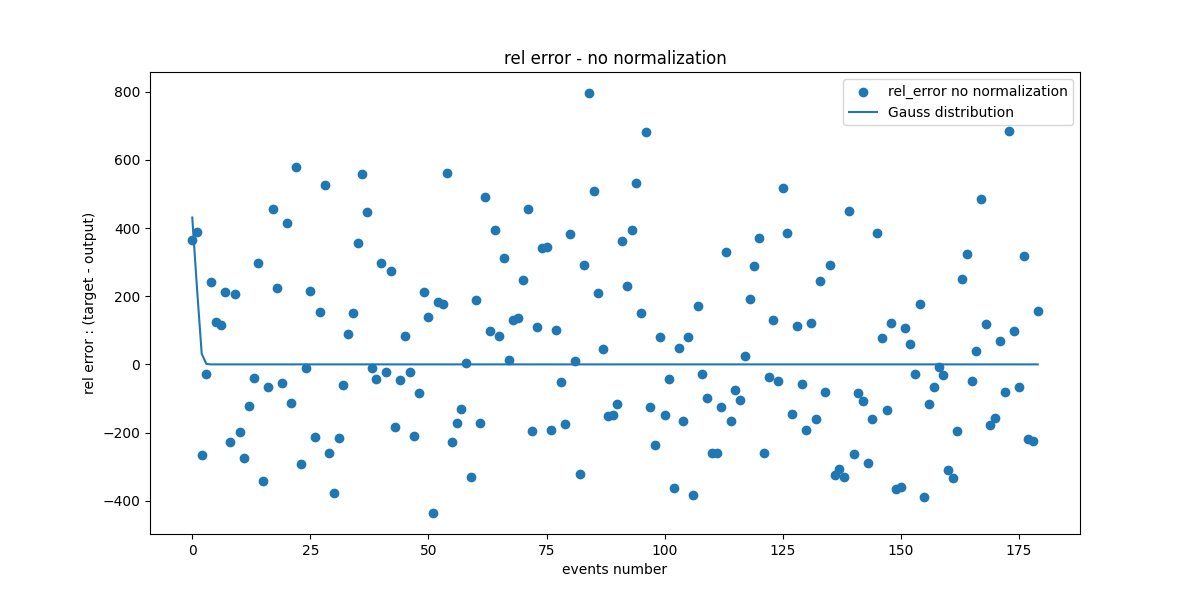 rel error - no normalization
rel_error no normalization
Gauss distribution
rel error : (target - output)
800
600
400
200
0
−200
−400
0 25 50 75 100 125 150 175
events number